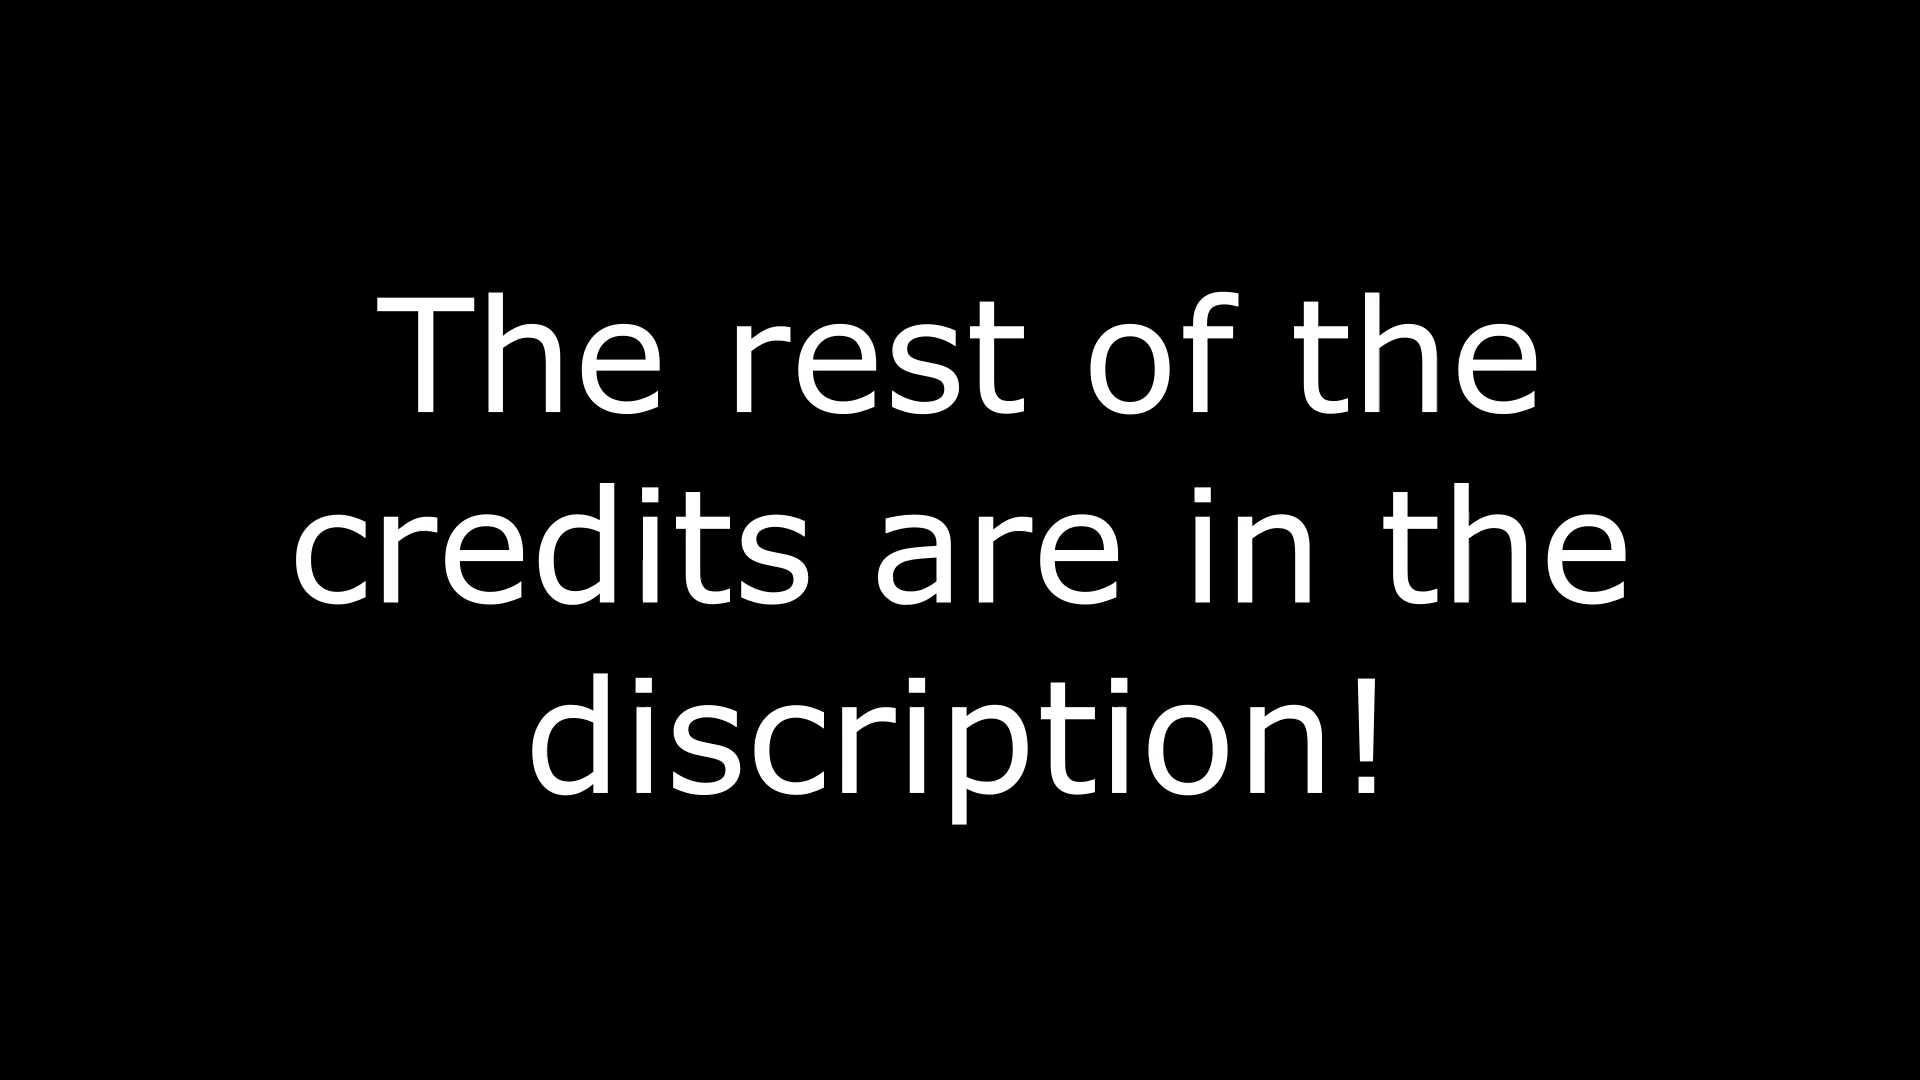 The rest of the
credits are in the
discription!